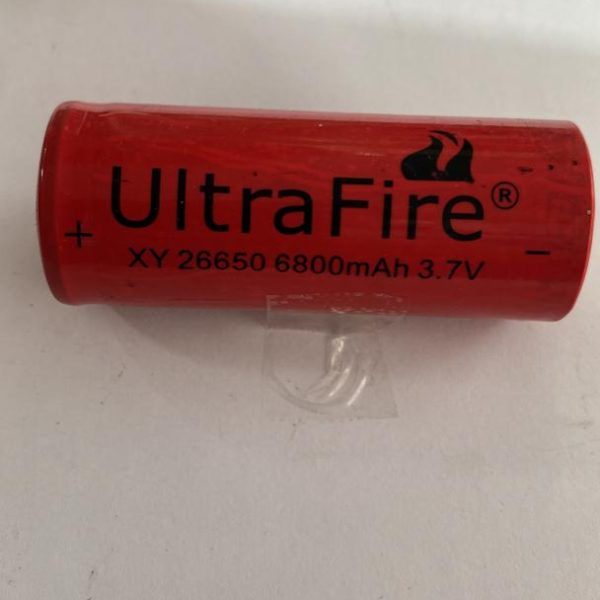 UltraFire®
+ -
XY 26650 6800mAh 3.7V